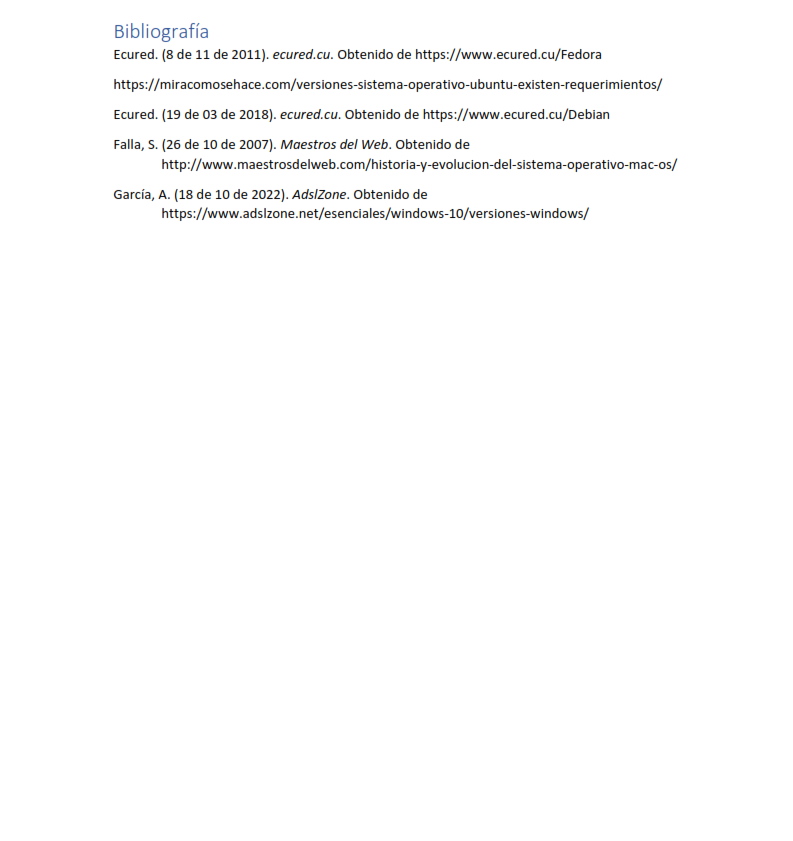 Bibliografía
Ecured. (8 de 11 de 2011). ecured.cu. Obtenido de https://www.ecured.cu/Fedora
https://miracomosehace.com/versiones-sistema-operativo-ubuntu-existen-requerimientos/
Ecured. (19 de 03 de 2018). ecured.cu. Obtenido de https://www.ecured.cu/Debian
Falla, S. (26 de 10 de 2007). Maestros del Web. Obtenido de
http://www.maestrosdelweb.com/historia-y-evolucion-del-sistema-operativo-mac-os/
García, A. (18 de 10 de 2022). AdslZone. Obtenido de
https://www.adslzone.net/esenciales/windows-10/versiones-windows/